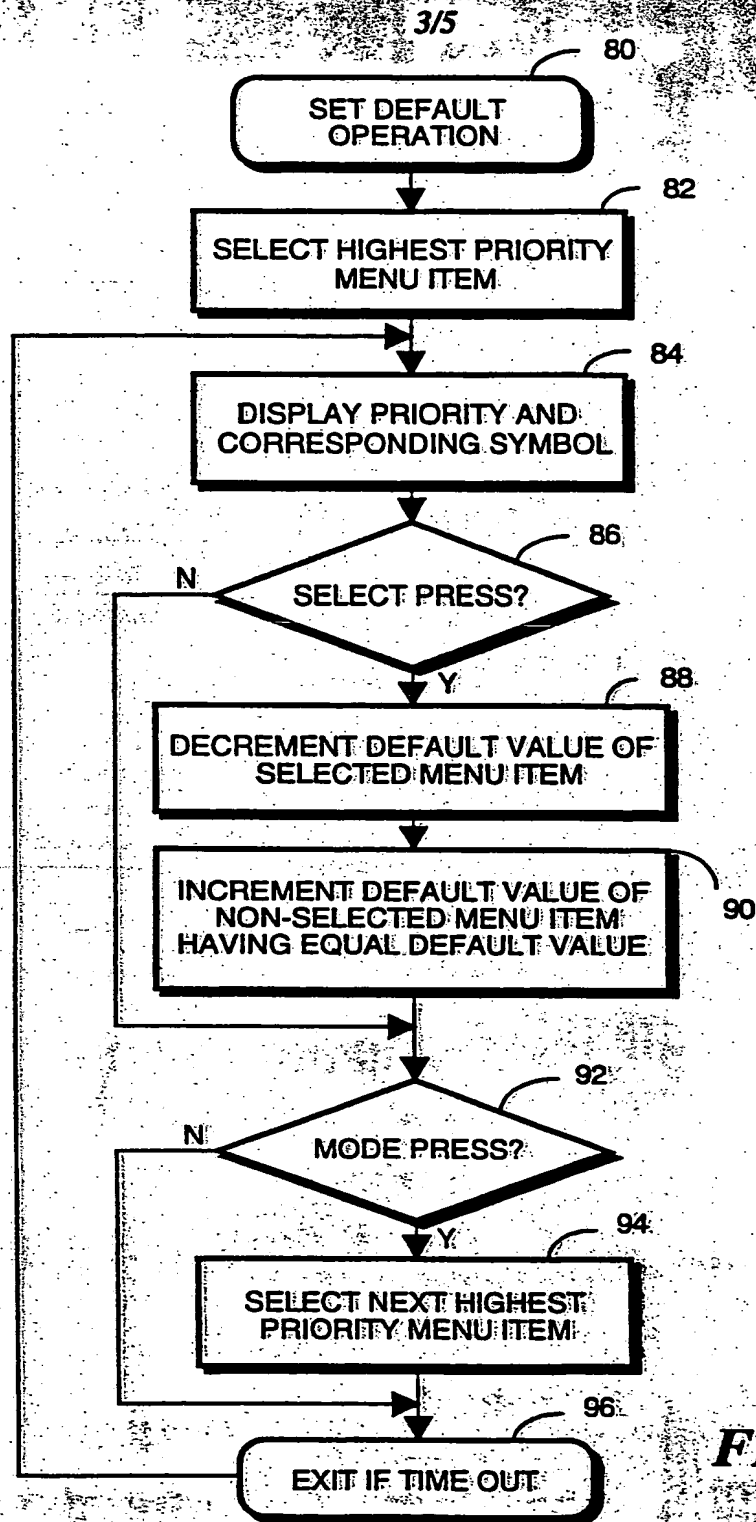 3/5
80
SET DEFAULT
OPERATION
82
SELECT HIGHEST PRIORITY
MENU ITEM
84
DISPLAY PRIORITY AND
CORRESPONDING SYMBOL
86
N
SELECT PRESS?
Y
88
DECREMENT DEFAULT VALUE OF
SELECTED MENU ITEM
90
INCREMENT DEFAULT VALUE OF
NON-SELECTED MENU ITEM
HAVING EQUAL DEFAULT VALUE
92
N
MODE PRESS?
Y
94
SELECT NEXT HIGHEST
PRIORITY MENU ITEM
96
EXIT IF TIME OUT